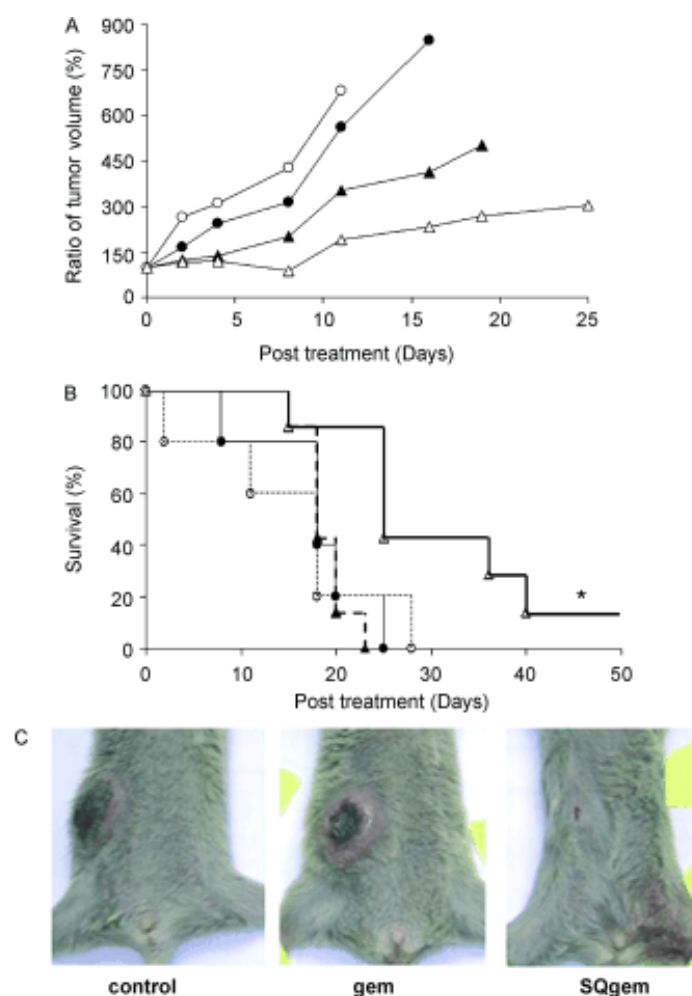 A
900
750
600
450
300
150
0
Ratio of tumor volume (%)
0 5 10 15 20 25
Post treatment (Days)
B
100
80
60
40
20
0
Survival (%)
0 10 20 30 40 50
Post treatment (Days)
*
C
control gem SQgem